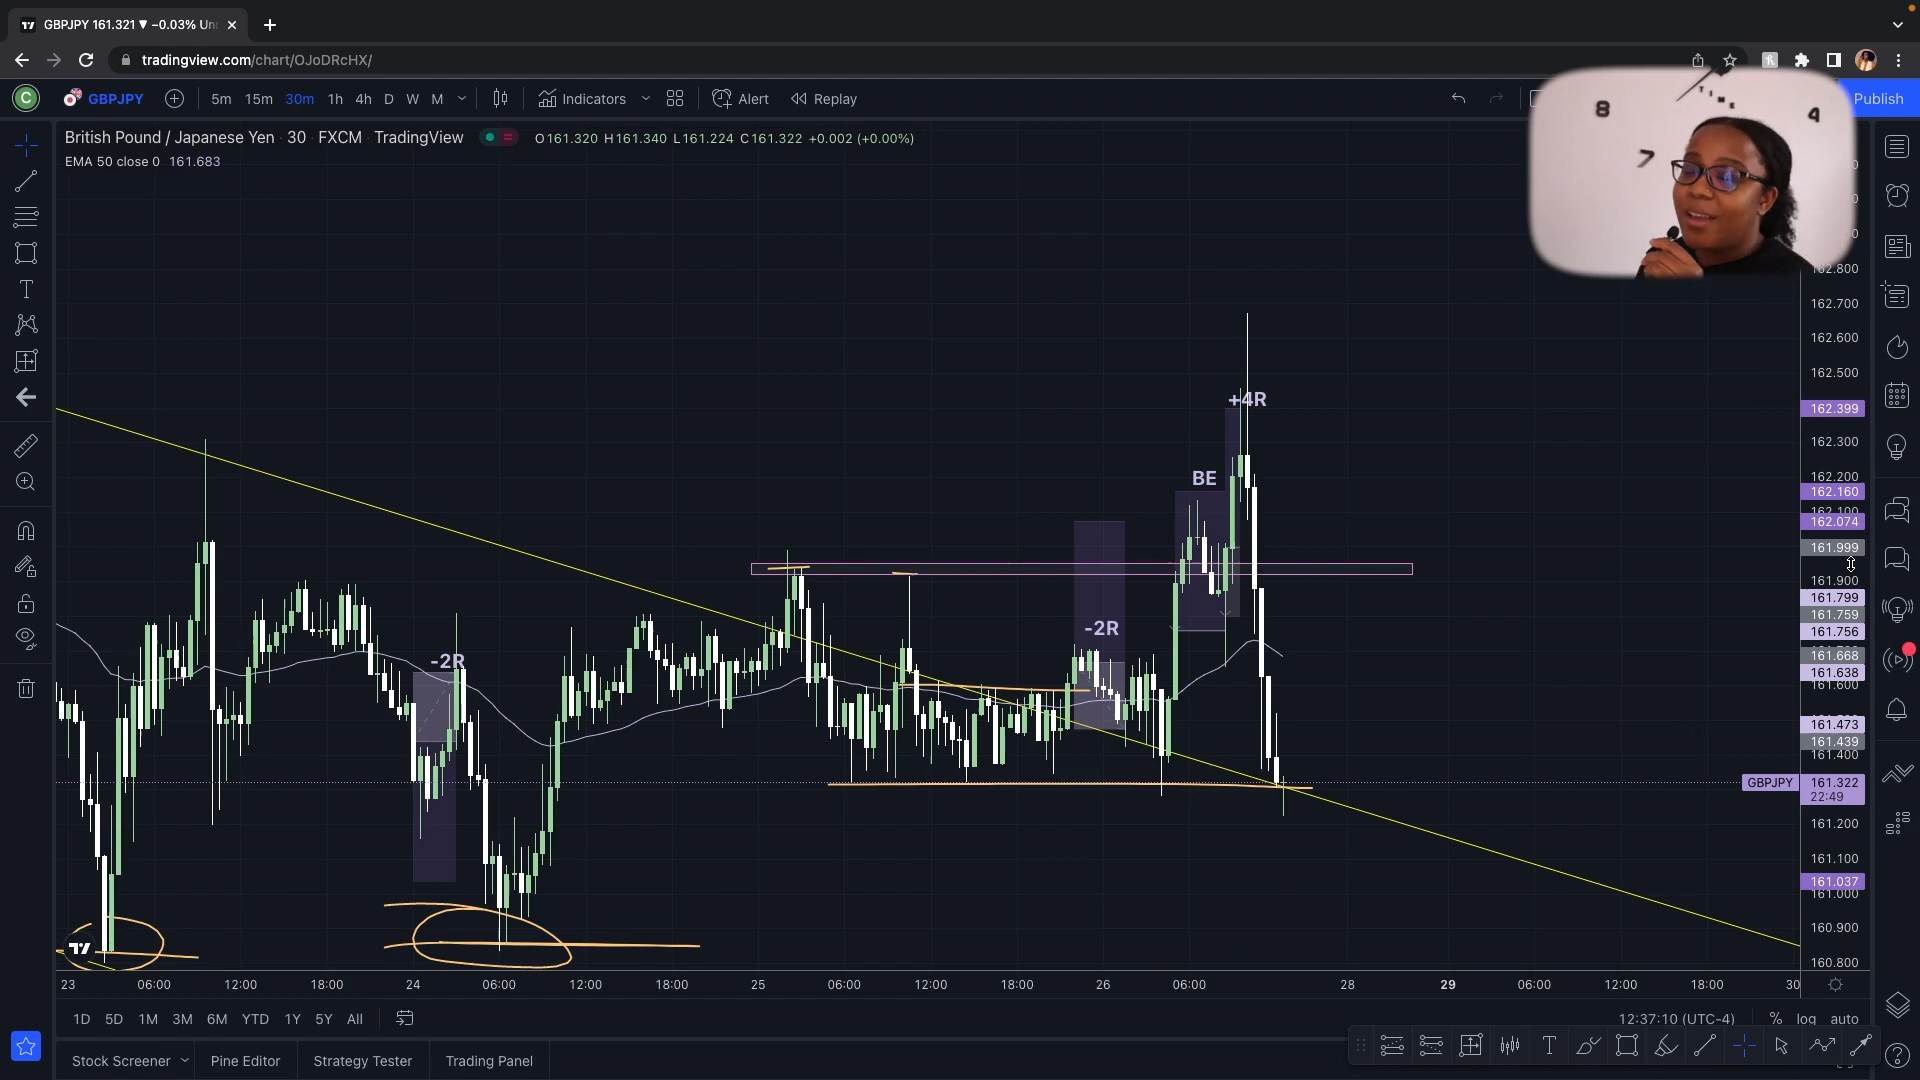 GBPJPY 161.321 ▼ −0.03% Un
tradingview.com/chart/OJoDRcHX/
C GBPJPY 5m 15m 30m 1h 4h D W M Indicators Alert Replay Publish
British Pound / Japanese Yen · 30 · FXCM · TradingView O161.320 H161.340 L161.224 C161.322 +0.002 (+0.00%)
EMA 50 close 0 161.683
TIME
8 4
7
162.800
162.700
162.600
162.500
+4R
162.399
162.300
BE
162.200
162.160
162.100
162.074
161.999
161.900
161.799
161.759
-2R
161.756
161.668
-2R
161.638
161.600
161.473
161.439
161.400
GBPJPY 161.322
22:49
161.200
161.100
161.037
161.000
160.900
160.800
23 06:00 12:00 18:00 24 06:00 12:00 18:00 25 06:00 12:00 18:00 26 06:00 28 29 06:00 12:00 18:00 30
1D 5D 1M 3M 6M YTD 1Y 5Y All 12:37:10 (UTC-4) % log auto
Stock Screener Pine Editor Strategy Tester Trading Panel